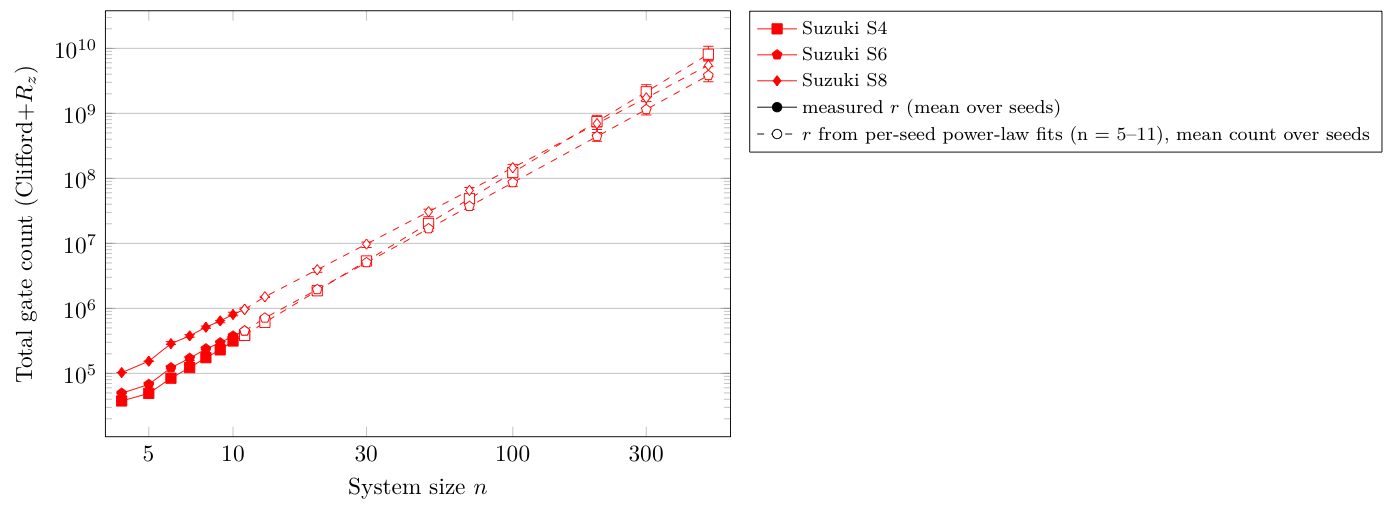 10^10
10^9
10^8
10^7
10^6
10^5
Total gate count (Clifford+R_z)
5 10 30 100 300
System size n
Suzuki S4
Suzuki S6
Suzuki S8
measured r (mean over seeds)
r from per-seed power-law fits (n = 5–11), mean count over seeds